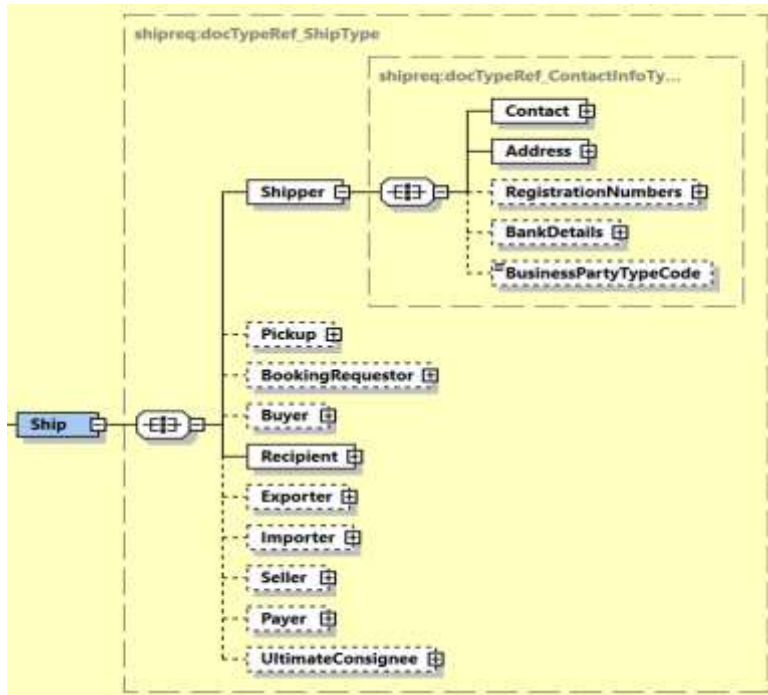 shipreq:docTypeRef_ShipType
shipreq:docTypeRef_ContactInfoTy...
Contact
Address
Shipper
RegistrationNumbers
BankDetails
BusinessPartyTypeCode
Pickup
BookingRequestor
Buyer
Ship
Recipient
Exporter
Importer
Seller
Payer
UltimateConsignee